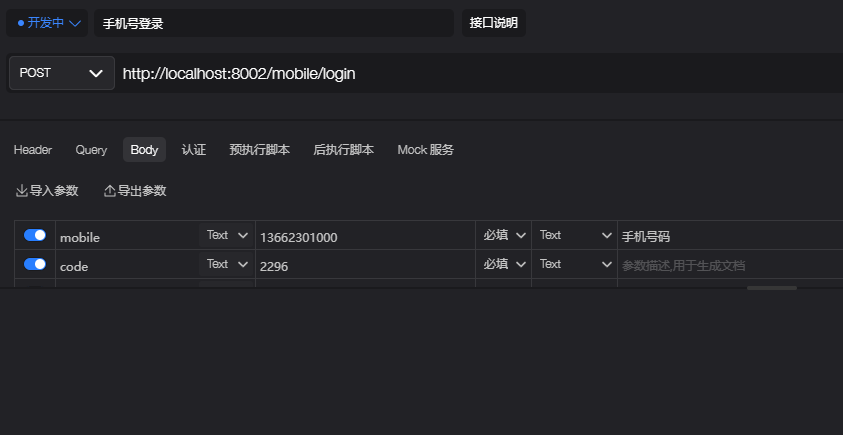 开发中 手机号登录 接口说明
POST http://localhost:8002/mobile/login
Header Query Body 认证 预执行脚本 后执行脚本 Mock 服务
导入参数 导出参数
mobile Text 13662301000 必填 Text 手机号码
code Text 2296 必填 Text 参数描述,用于生成文档